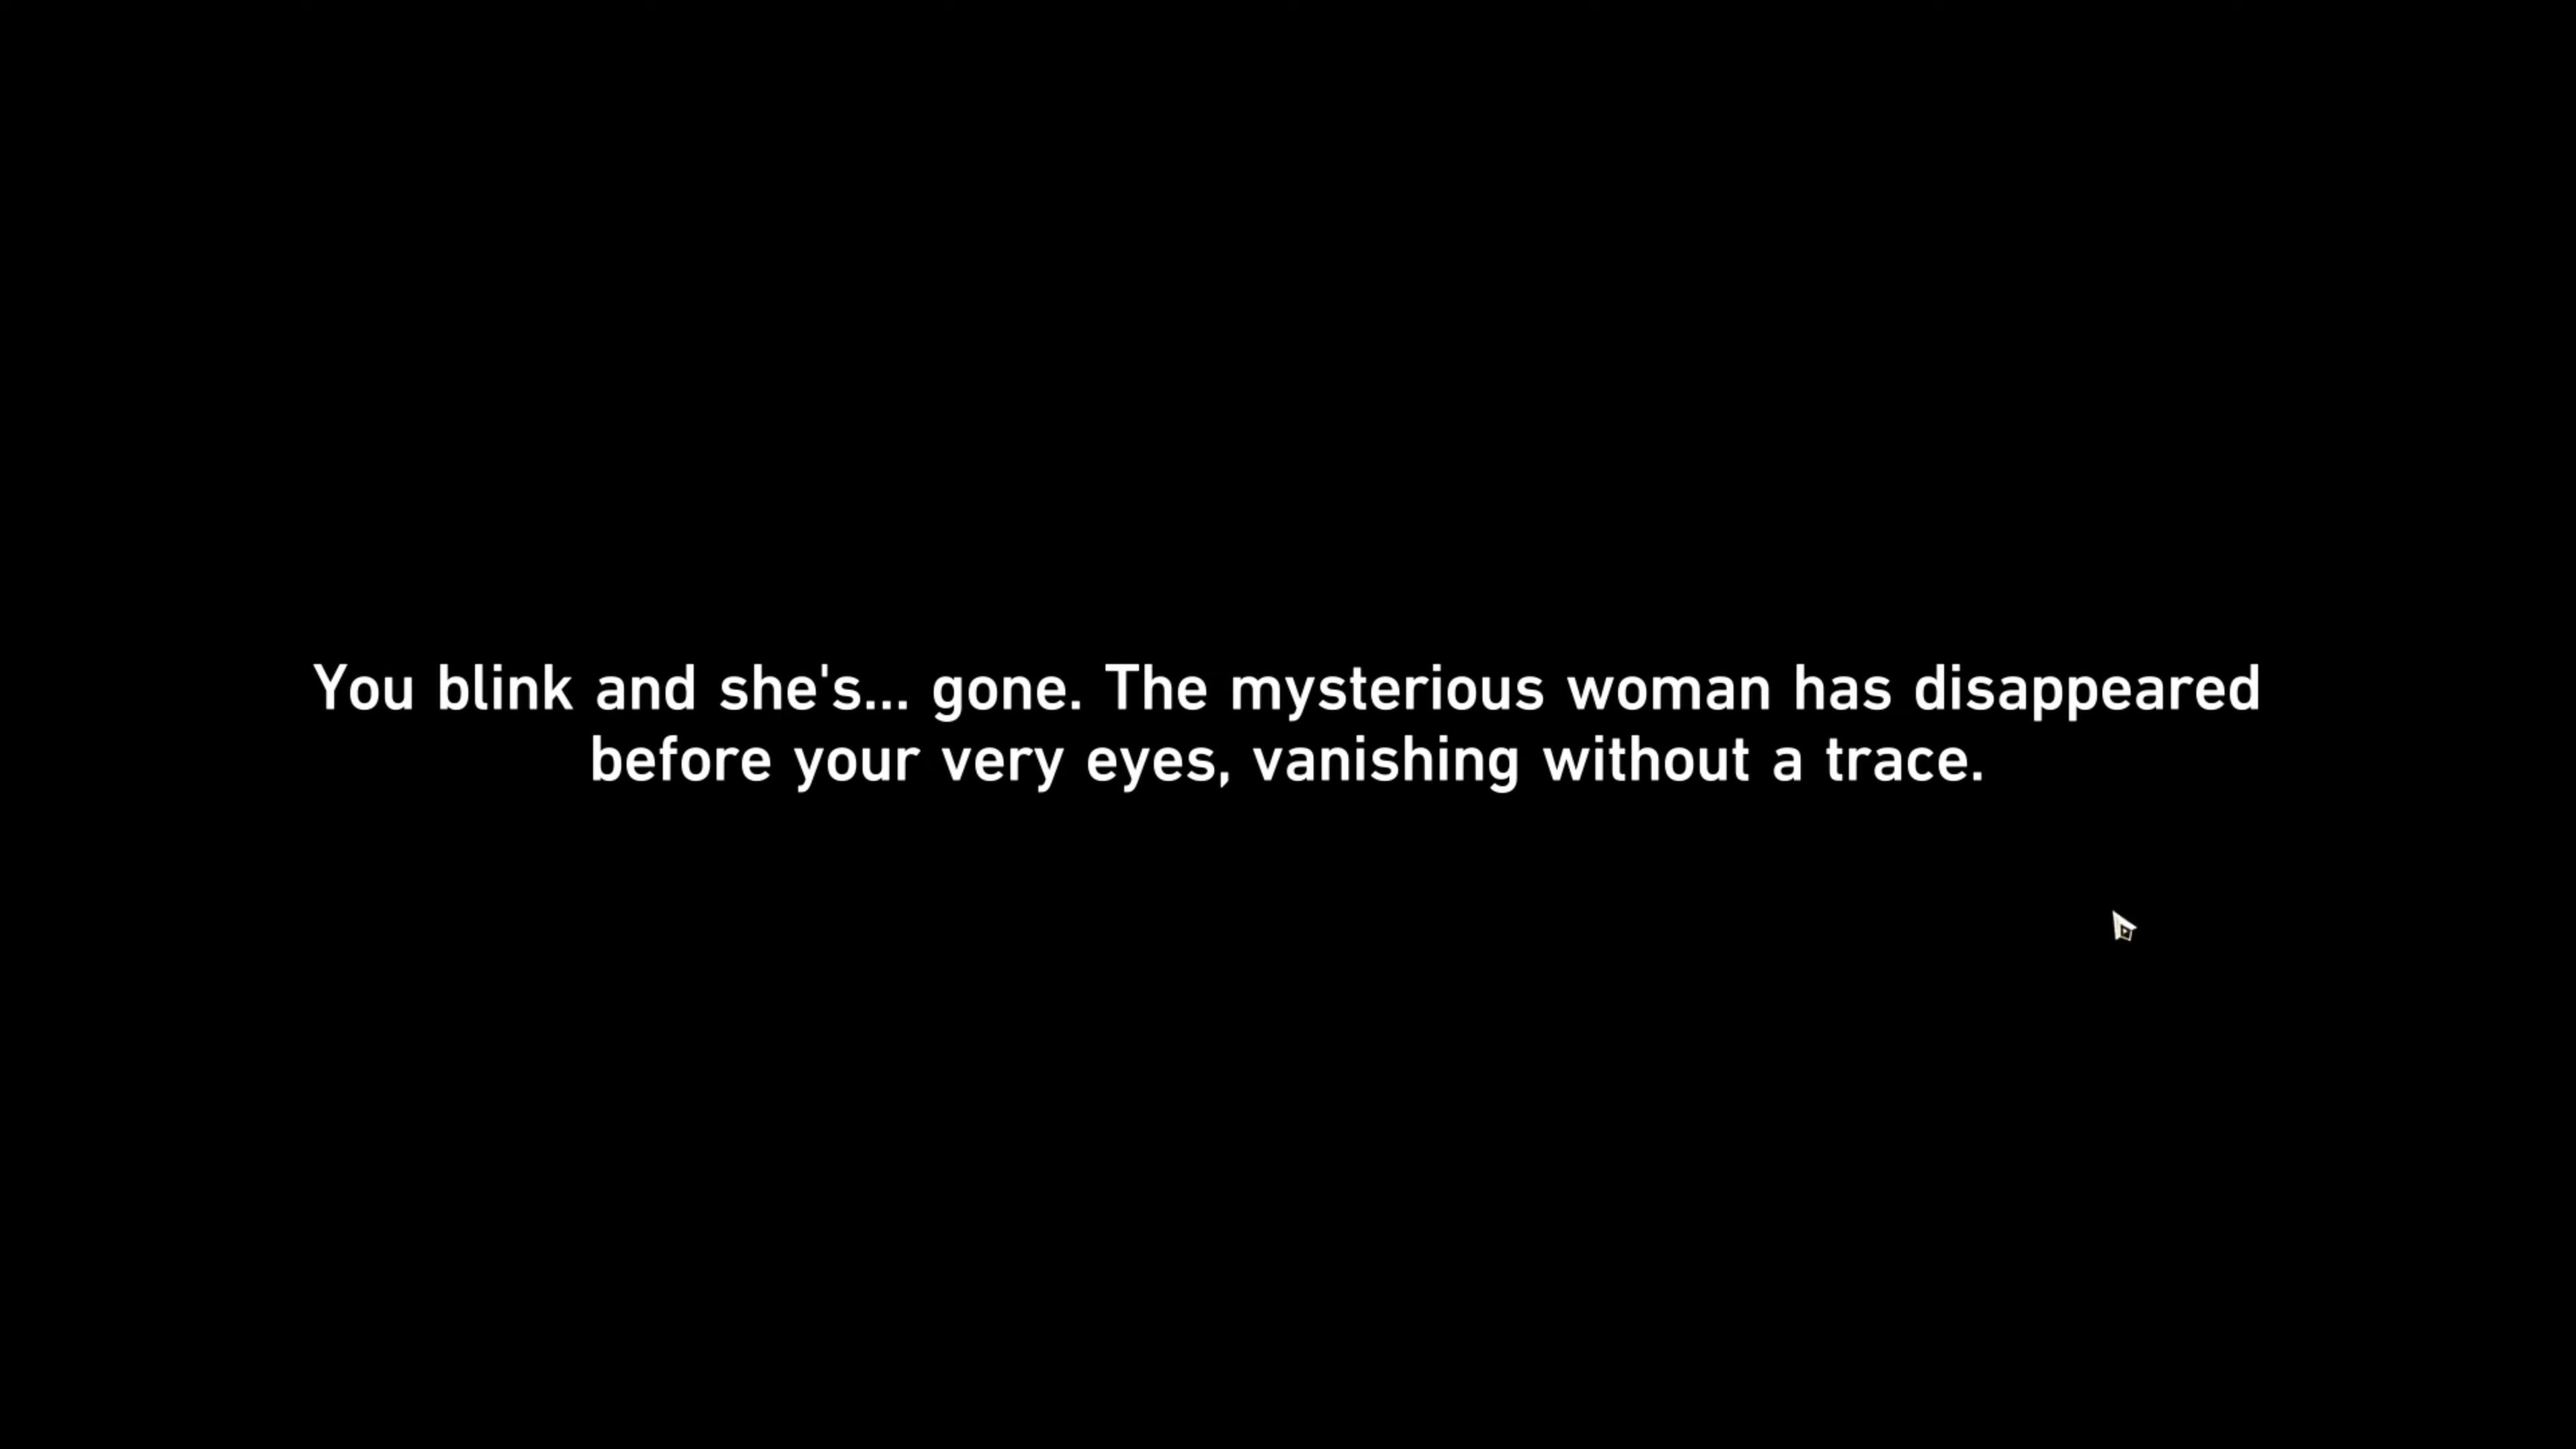 You blink and she's... gone. The mysterious woman has disappeared
before your very eyes, vanishing without a trace.